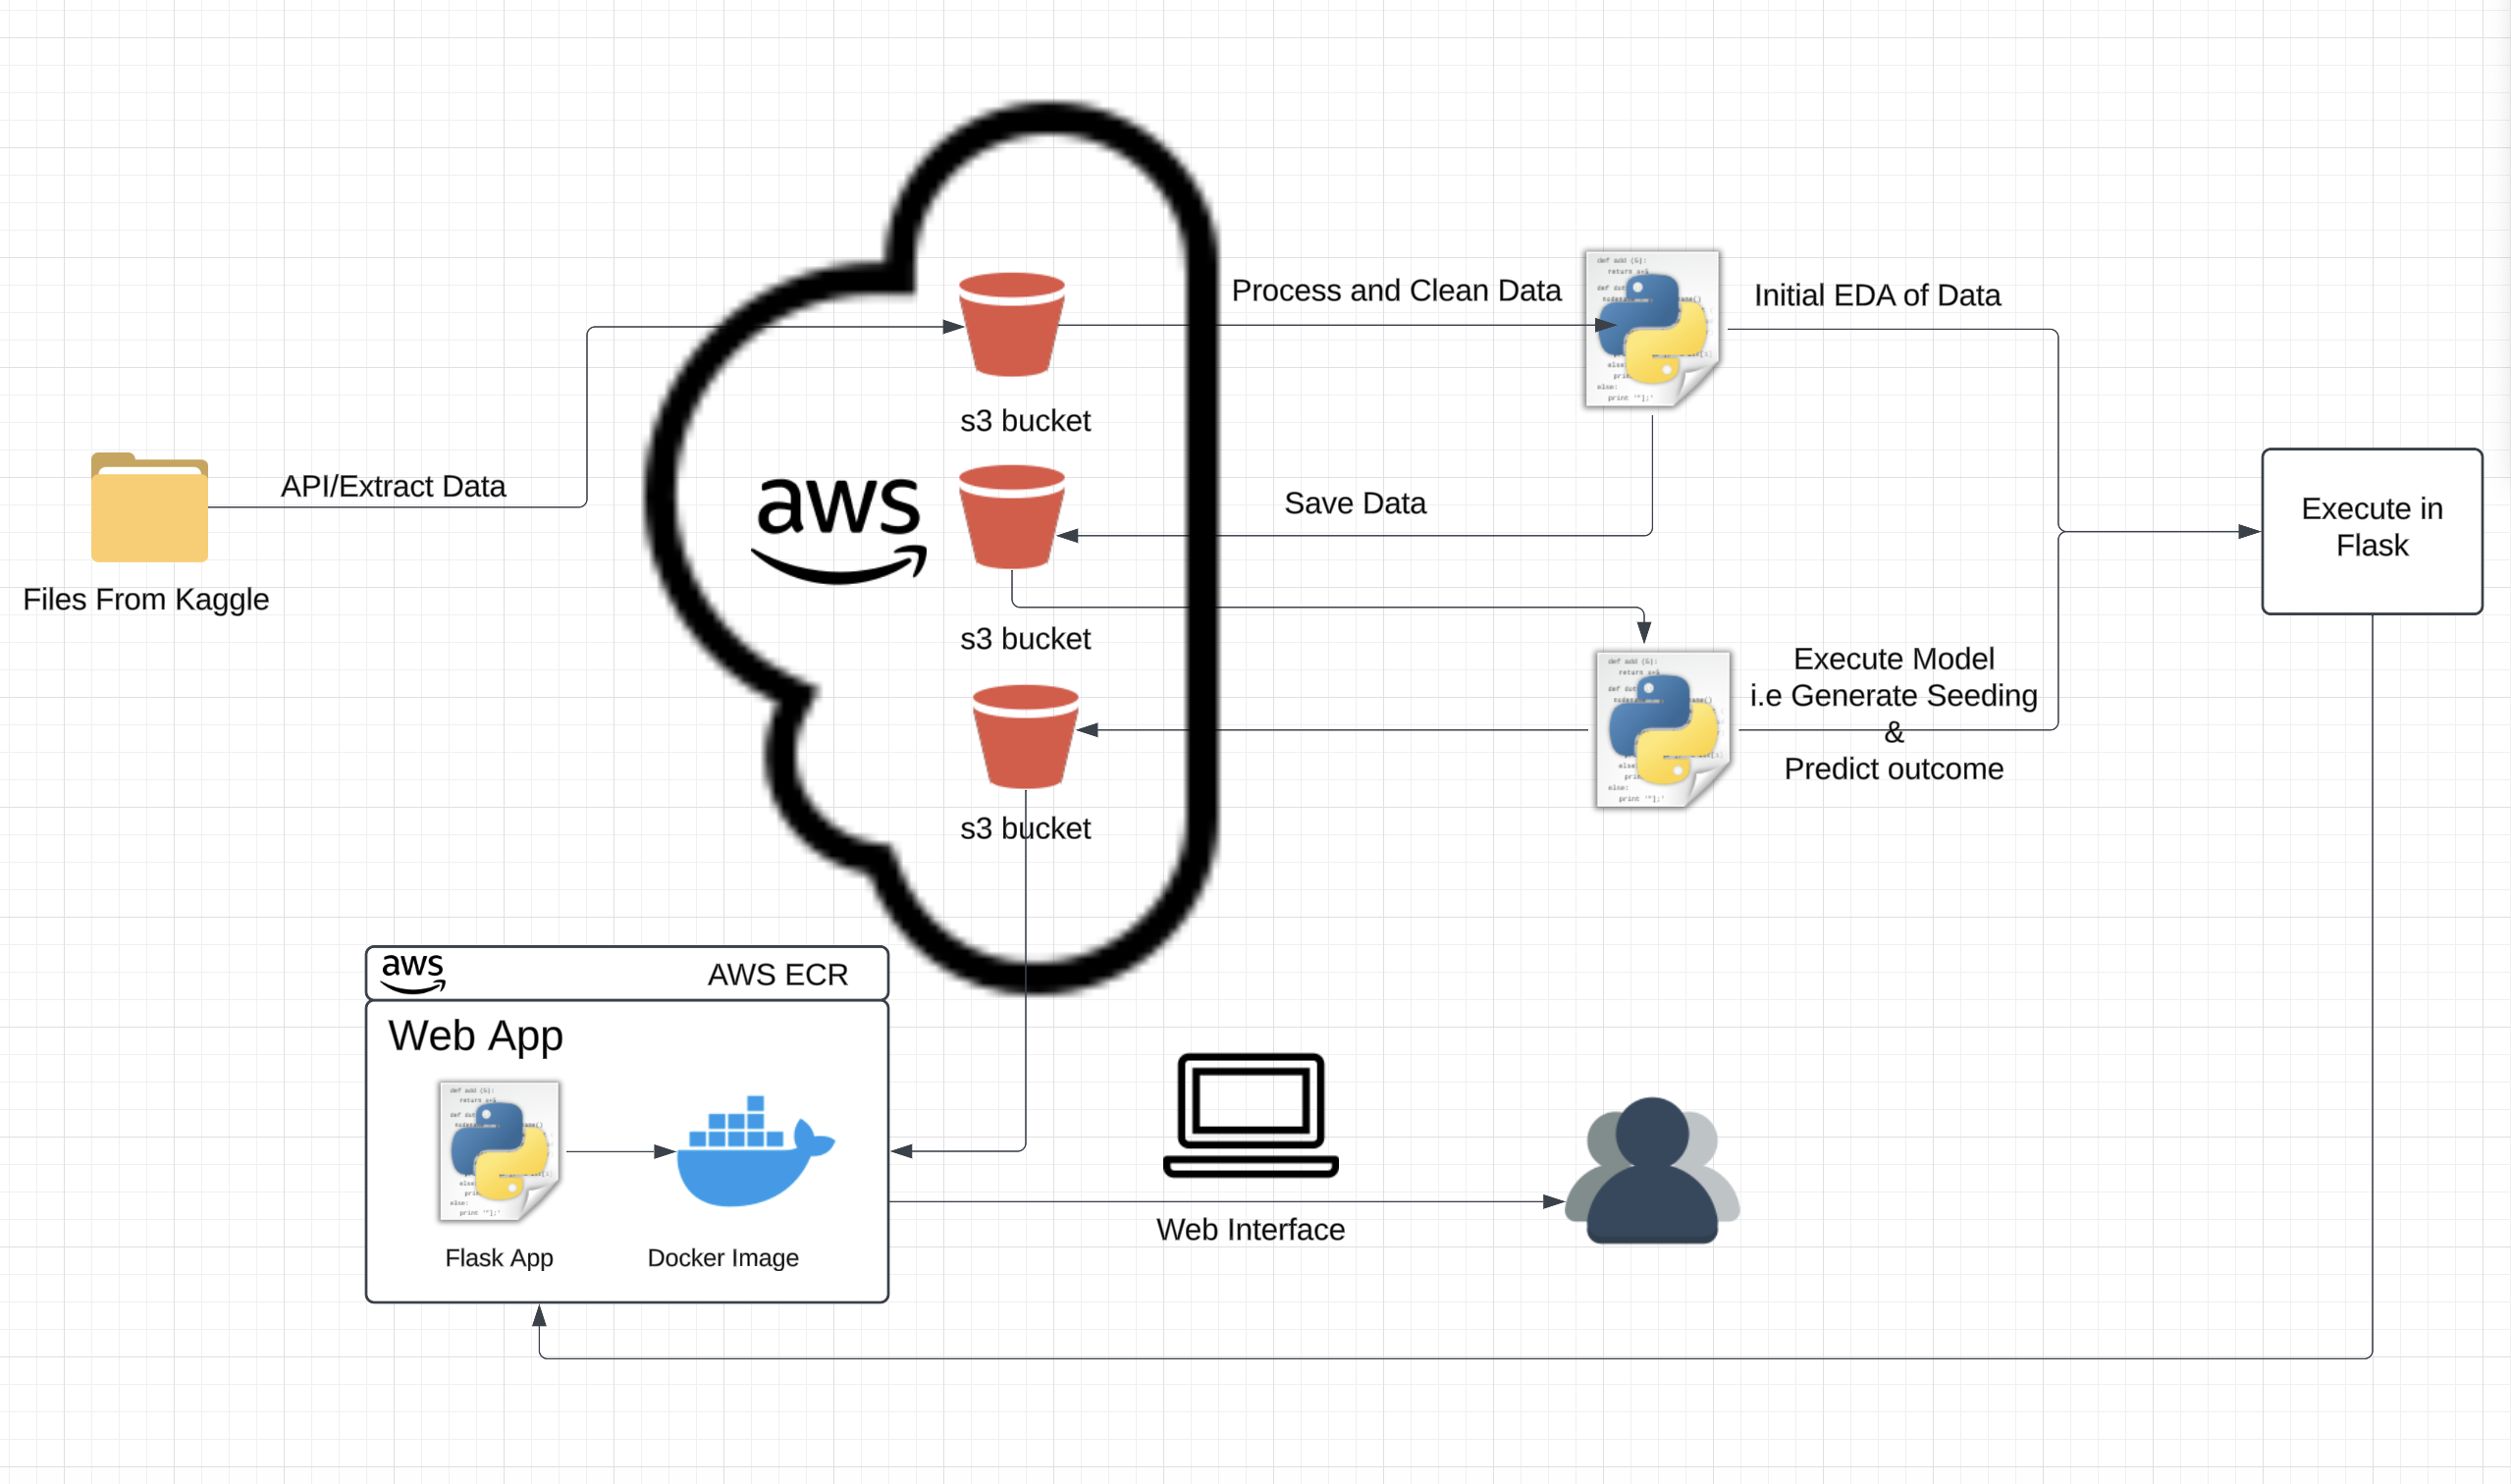 Process and Clean Data
Initial EDA of Data
s3 bucket
API/Extract Data
aws
Save Data
Execute in
Flask
Files From Kaggle
s3 bucket
Execute Model
i.e Generate Seeding
&
Predict outcome
s3 bucket
aws
AWS ECR
Web App
Flask App
Docker Image
Web Interface